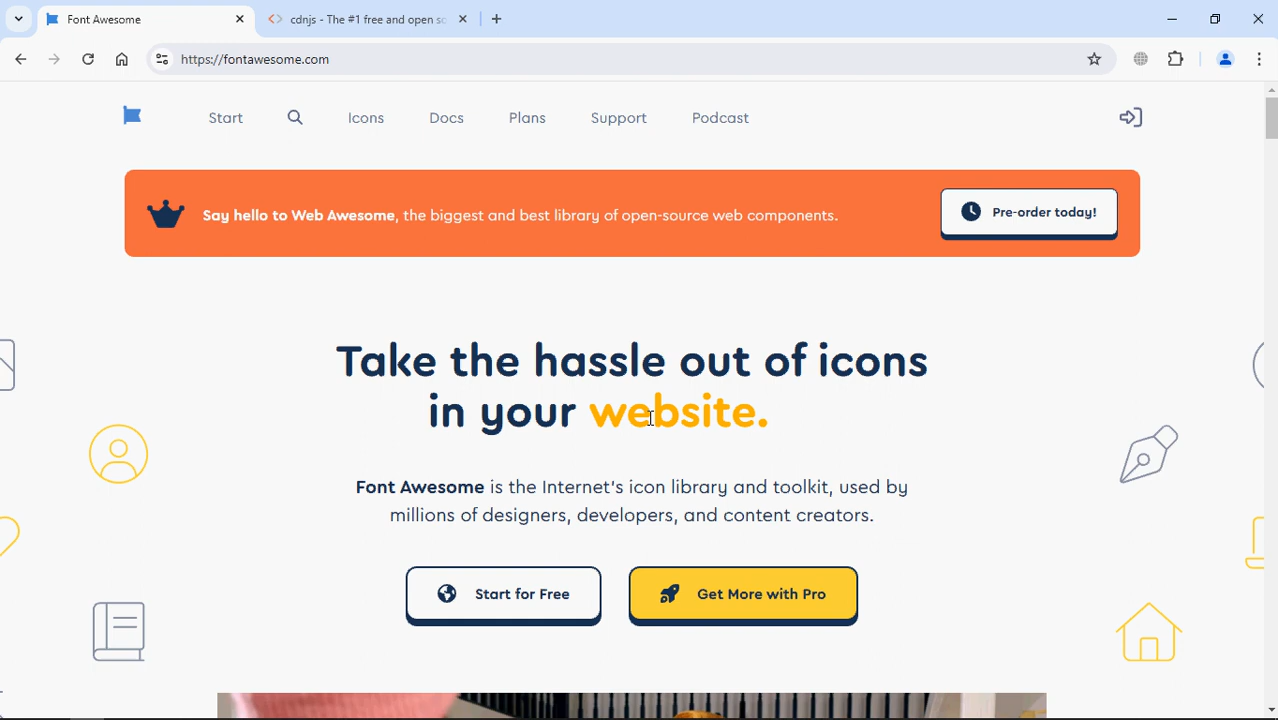 Font Awesome
cdnjs - The #1 free and open so
https://fontawesome.com
Start
Icons
Docs
Plans
Support
Podcast
Say hello to Web Awesome, the biggest and best library of open-source web components.
Pre-order today!
Take the hassle out of icons
in your website.
Font Awesome is the Internet's icon library and toolkit, used by
millions of designers, developers, and content creators.
Start for Free
Get More with Pro